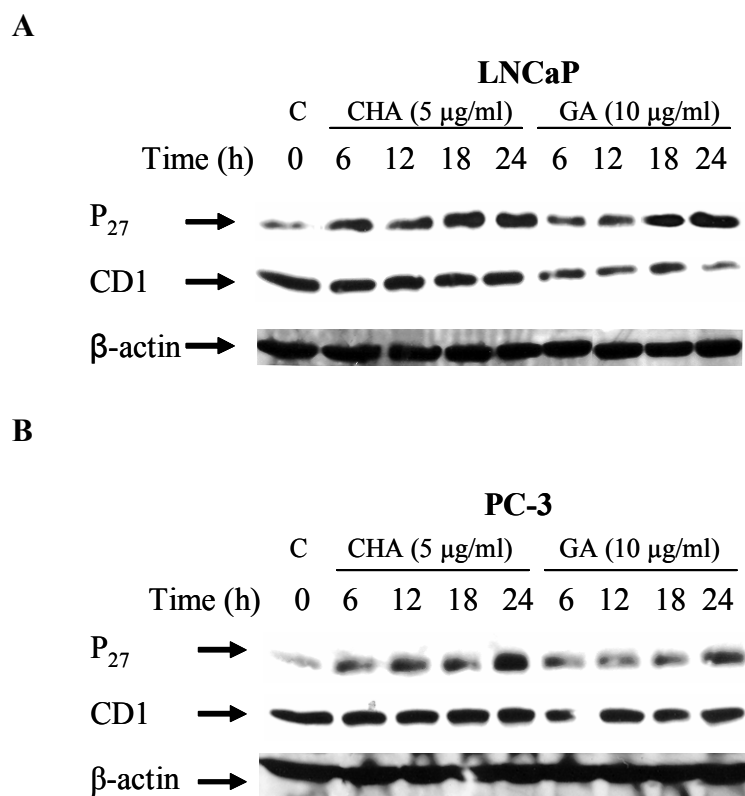 A
LNCaP
C CHA (5 µg/ml) GA (10 µg/ml)
Time (h) 0 6 12 18 24 6 12 18 24
P27
CD1
β-actin
B
PC-3
C CHA (5 µg/ml) GA (10 µg/ml)
Time (h) 0 6 12 18 24 6 12 18 24
P27
CD1
β-actin